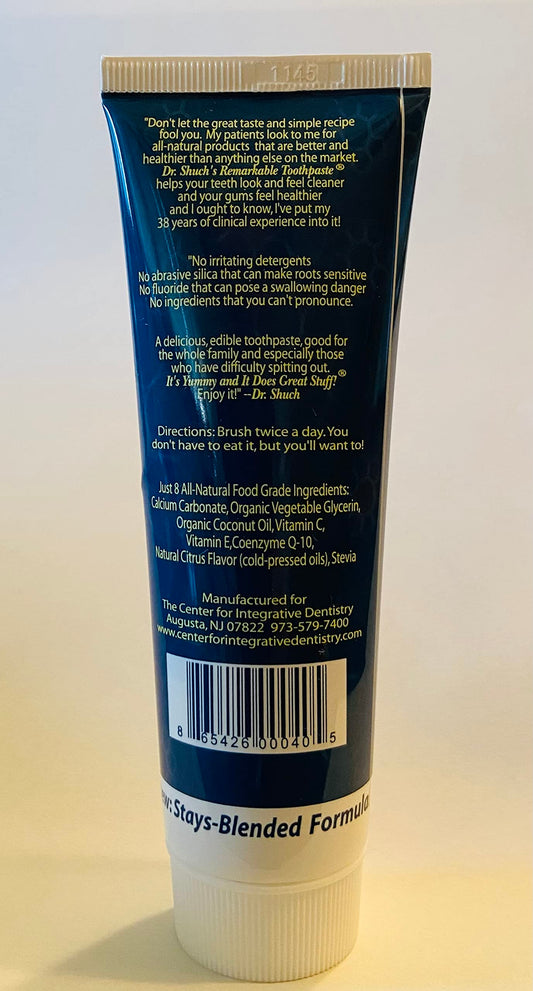 1145
"Don't let the great taste and simple recipe
fool you. My patients look to me for
all-natural products that are better and
healthier than anything else on the market.
Dr. Shuch's Remarkable Toothpaste®
helps your teeth look and feel cleaner
and your gums feel healthier
and I ought to know, I've put my
38 years of clinical experience into it!
"No irritating detergents
No abrasive silica that can make roots sensitive
No fluoride that can pose a swallowing danger
No ingredients that you can't pronounce.
A delicious, edible toothpaste, good for
the whole family and especially those
who have difficulty spitting out.
It's Yummy and It Does Great Stuff!®
Enjoy it!" --Dr. Shuch
Directions: Brush twice a day. You
don't have to eat it, but you'll want to!
Just 8 All-Natural Food Grade Ingredients:
Calcium Carbonate, Organic Vegetable Glycerin,
Organic Coconut Oil, Vitamin C,
Vitamin E,Coenzyme Q-10,
Natural Citrus Flavor (cold-pressed oils), Stevia
Manufactured for
The Center for Integrative Dentistry
Augusta, NJ 07822 973-579-7400
www.centerforintegrativedentistry.com
8 65426 00040 5
Stays-Blended Formula